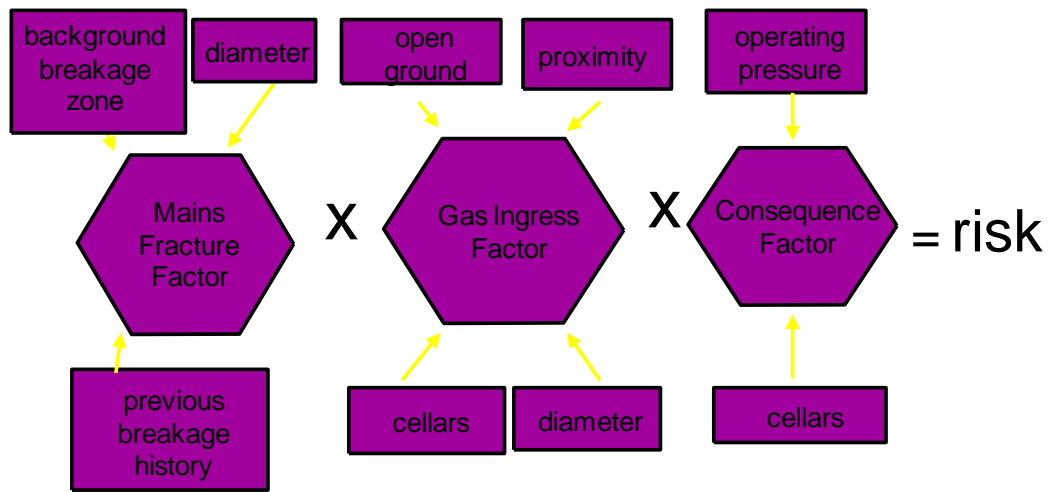 background
breakage
zone
diameter
open
ground
proximity
operating
pressure
Mains
Fracture
Factor
x
Gas Ingress
Factor
x
Consequence
Factor
= risk
previous
breakage
history
cellars
diameter
cellars